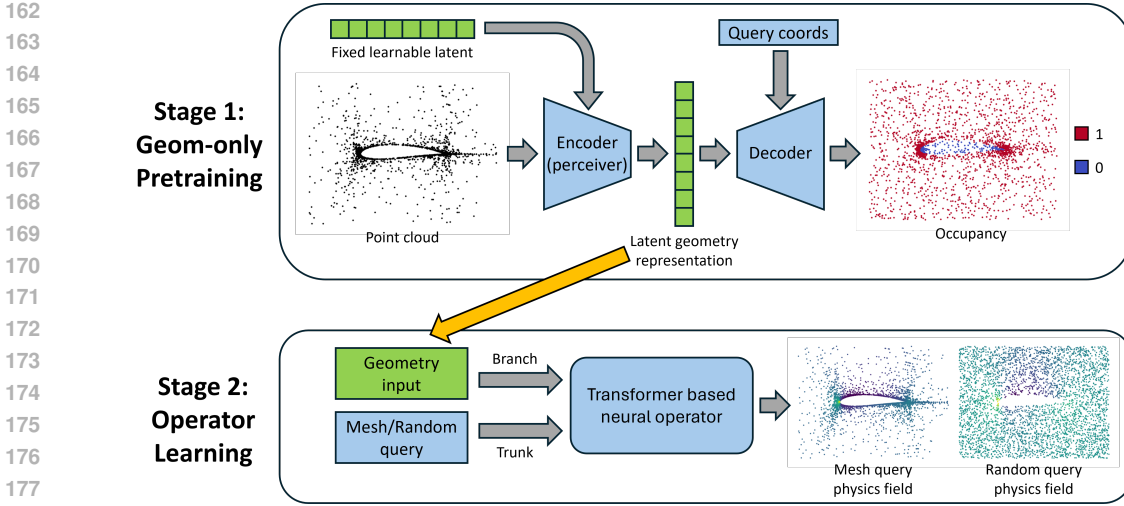 162
163
164
165
166
167
168
169
170
171
172
173
174
175
176
177
Stage 1:
Geom-only
Pretraining
Fixed learnable latent
Query coords
Point cloud
Encoder
(perceiver)
Latent geometry
representation
Decoder
Occupancy
1
0
Stage 2:
Operator
Learning
Geometry
input
Branch
Mesh/Random
query
Trunk
Transformer based
neural operator
Mesh query
physics field
Random query
physics field